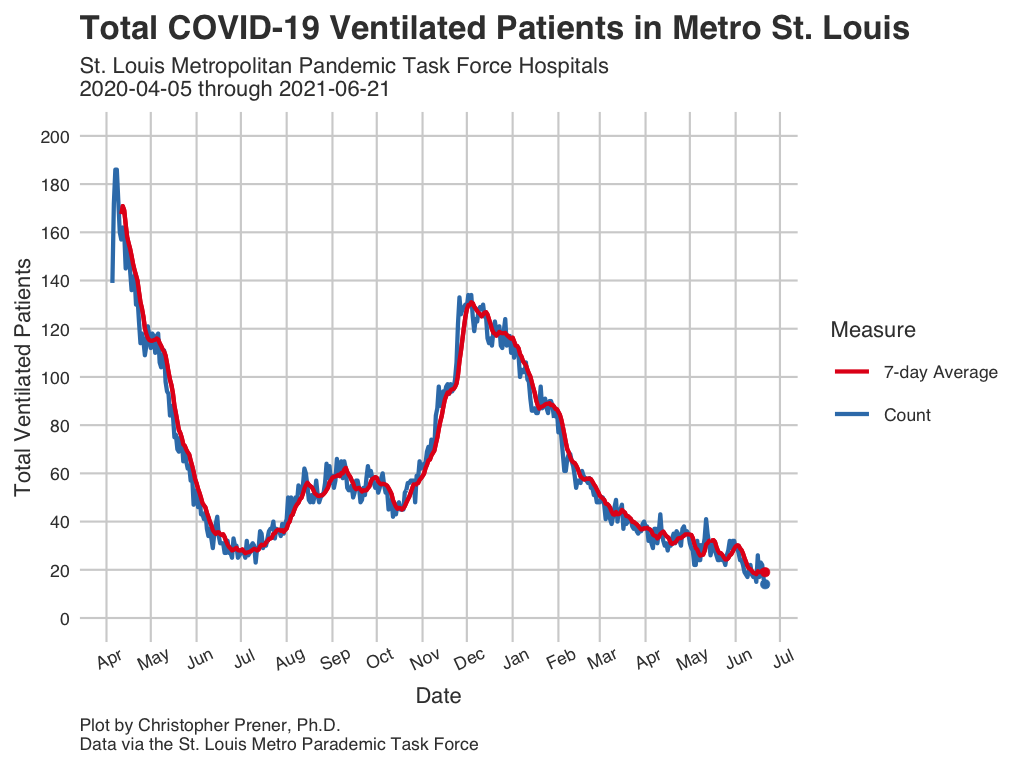 Total COVID-19 Ventilated Patients in Metro St. Louis
St. Louis Metropolitan Pandemic Task Force Hospitals
2020-04-05 through 2021-06-21
Total Ventilated Patients
200
180
160
140
120
100
80
60
40
20
0
Apr May Jun Jul Aug Sep Oct Nov Dec Jan Feb Mar Apr May Jun Jul
Date
Measure
7-day Average
Count
Plot by Christopher Prener, Ph.D.
Data via the St. Louis Metro Parademic Task Force